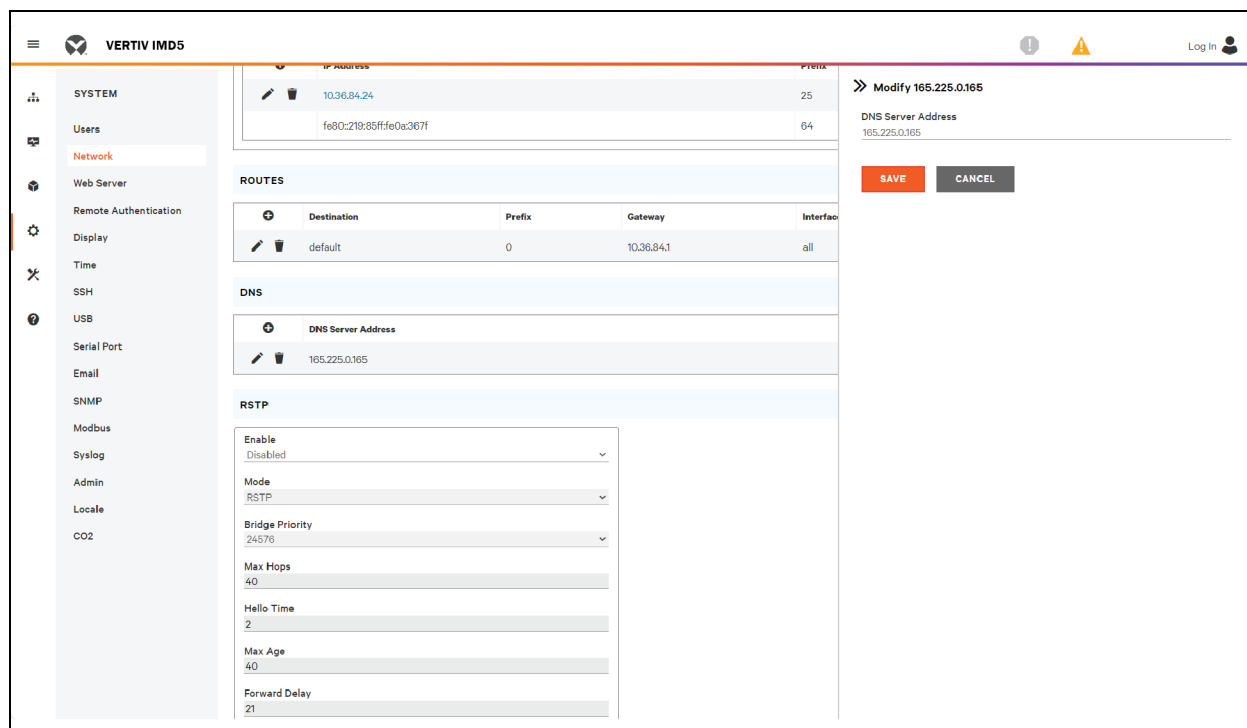 VERTIV IMD5
Log In
SYSTEM
Users
Network
Web Server
Remote Authentication
Display
Time
SSH
USB
Serial Port
Email
SNMP
Modbus
Syslog
Admin
Locale
CO2
IP Address Prefix
10.36.84.24 25
fe80::219:85ff:fe0a:367f 64
ROUTES
Destination Prefix Gateway Interfac
default 0 10.36.84.1 all
DNS
DNS Server Address
165.225.0.165
RSTP
Enable
Disabled
Mode
RSTP
Bridge Priority
24576
Max Hops
40
Hello Time
2
Max Age
40
Forward Delay
21
Modify 165.225.0.165
DNS Server Address
165.225.0.165
SAVE CANCEL